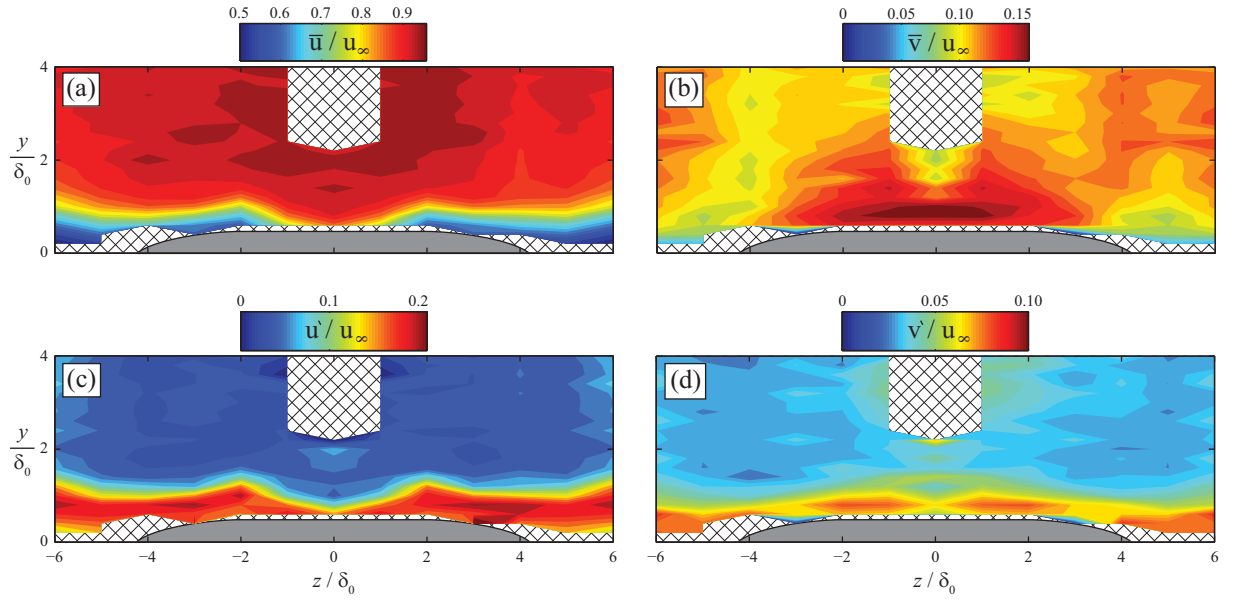 0.5 0.6 0.7 0.8 0.9
u̅ / u∞
0 0.05 0.10 0.15
v̅ / u∞
4
(a)
(b)
y
δ0
2
0
0 0.1 0.2
u` / u∞
0 0.05 0.10
v` / u∞
4
(c)
(d)
y
δ0
2
0
−6 −4 −2 0 2 4 6
−6 −4 −2 0 2 4 6
z / δ0
z / δ0